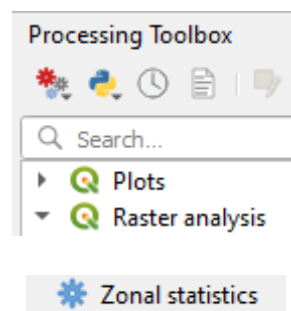 Processing Toolbox
Search...
Plots
Raster analysis
Zonal statistics